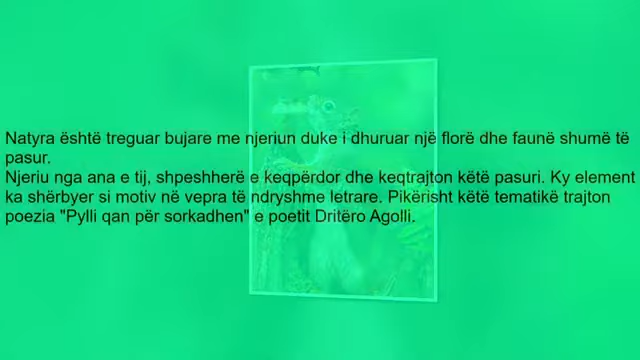 Natyra është treguar bujare me njeriun duke i dhuruar një florë dhe faunë shumë të
pasur.
Njeriu nga ana e tij, shpeshherë e keqpërdor dhe keqtrajton këtë pasuri. Ky element
ka shërbyer si motiv në vepra të ndryshme letrare. Pikërisht këtë tematikë trajton
poezia "Pylli qan për sorkadhen" e poetit Dritëro Agolli.